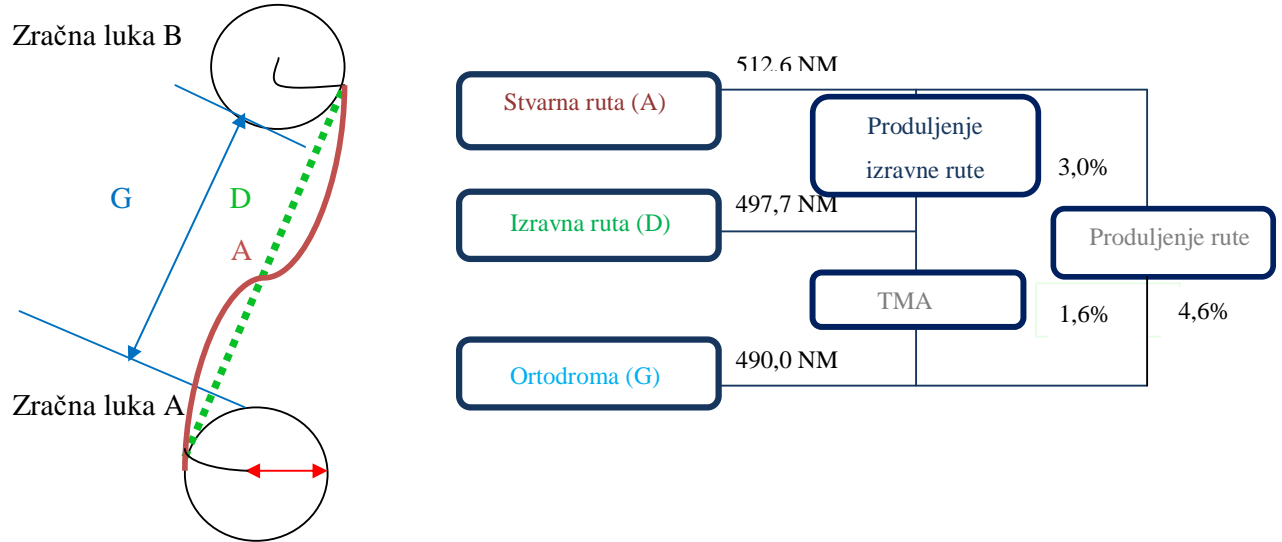 Zračna luka B
G
D
A
Zračna luka A
512,6 NM
Stvarna ruta (A)
Produljenje
izravne rute
3,0%
497,7 NM
Izravna ruta (D)
Produljenje rute
TMA
1,6%
4,6%
490,0 NM
Ortodroma (G)